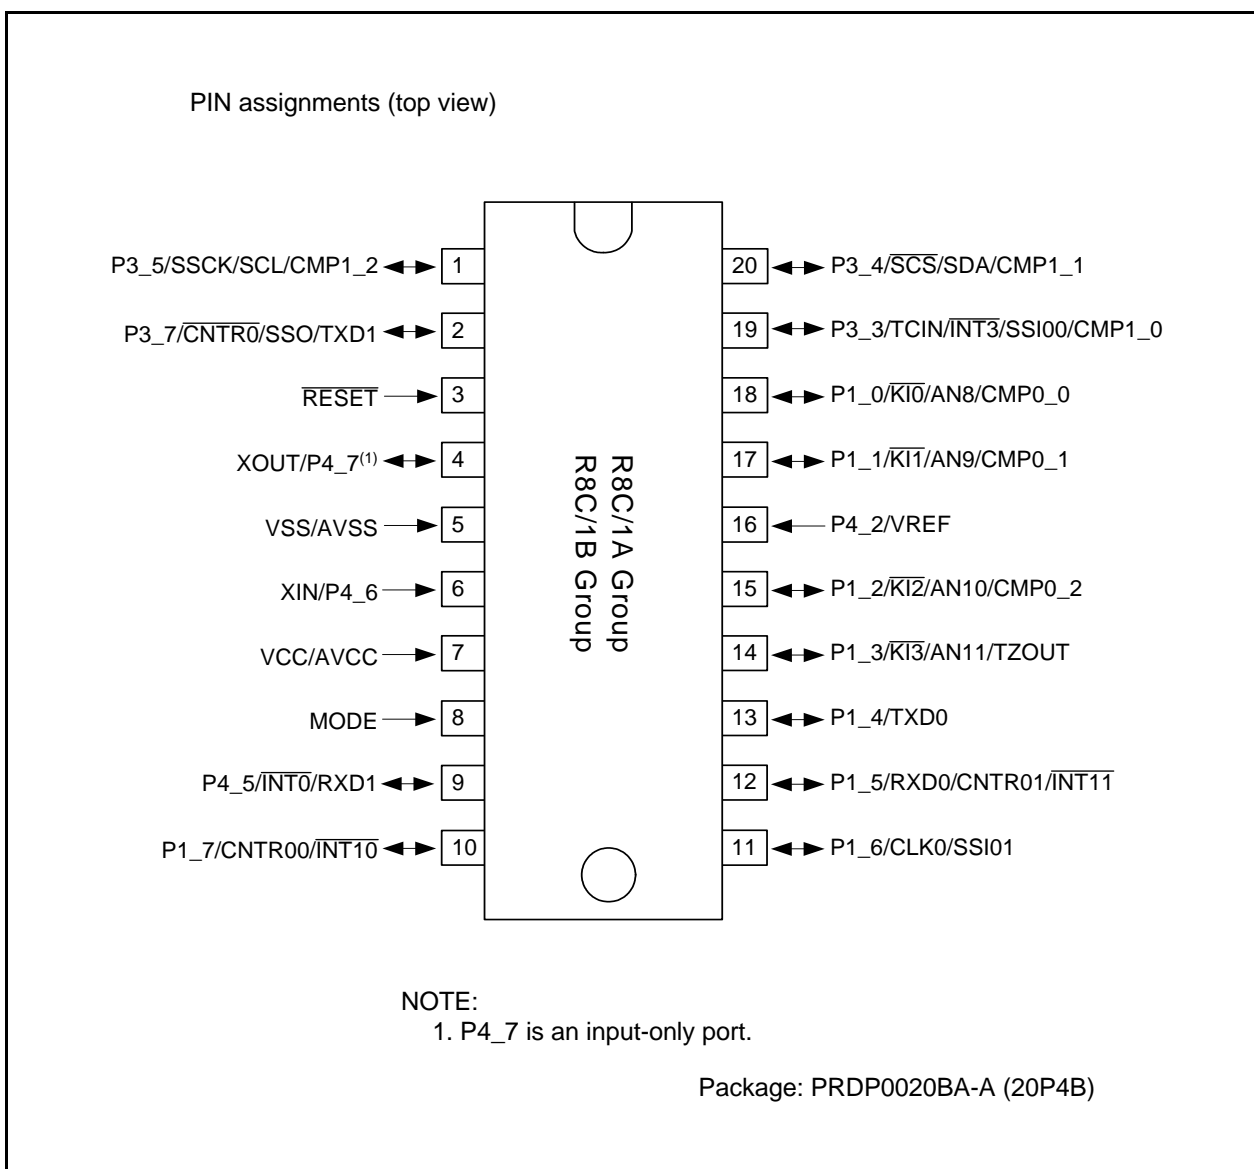 PIN assignments (top view)
P3_5/SSCK/SCL/CMP1_2 1
20 P3_4/SCS/SDA/CMP1_1
P3_7/CNTR0/SSO/TXD1 2
19 P3_3/TCIN/INT3/SSI00/CMP1_0
RESET 3
18 P1_0/KI0/AN8/CMP0_0
XOUT/P4_7(1) 4
17 P1_1/KI1/AN9/CMP0_1
VSS/AVSS 5
16 P4_2/VREF
XIN/P4_6 6
15 P1_2/KI2/AN10/CMP0_2
VCC/AVCC 7
14 P1_3/KI3/AN11/TZOUT
MODE 8
13 P1_4/TXD0
P4_5/INT0/RXD1 9
12 P1_5/RXD0/CNTR01/INT11
P1_7/CNTR00/INT10 10
11 P1_6/CLK0/SSI01
R8C/1A Group
R8C/1B Group
NOTE:
1. P4_7 is an input-only port.
Package: PRDP0020BA-A (20P4B)